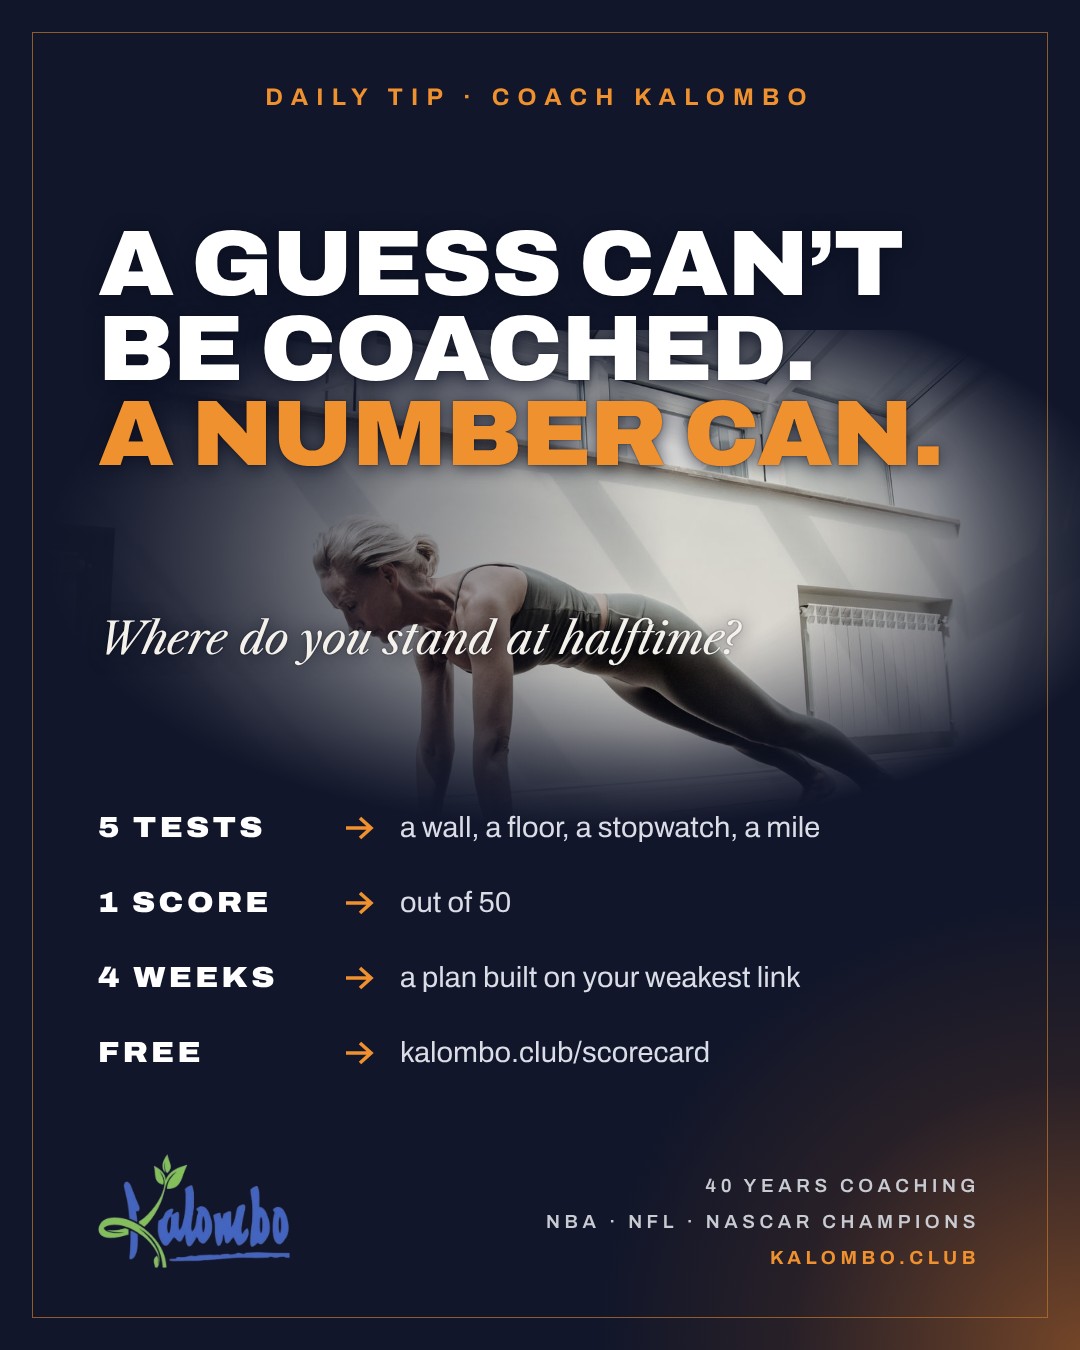 DAILY TIP · COACH KALOMBO
A GUESS CAN’T
BE COACHED.
A NUMBER CAN.
Where do you stand at halftime?
5 TESTS → a wall, a floor, a stopwatch, a mile
1 SCORE → out of 50
4 WEEKS → a plan built on your weakest link
FREE → kalombo.club/scorecard
Kalombo
40 YEARS COACHING
NBA · NFL · NASCAR CHAMPIONS
KALOMBO.CLUB